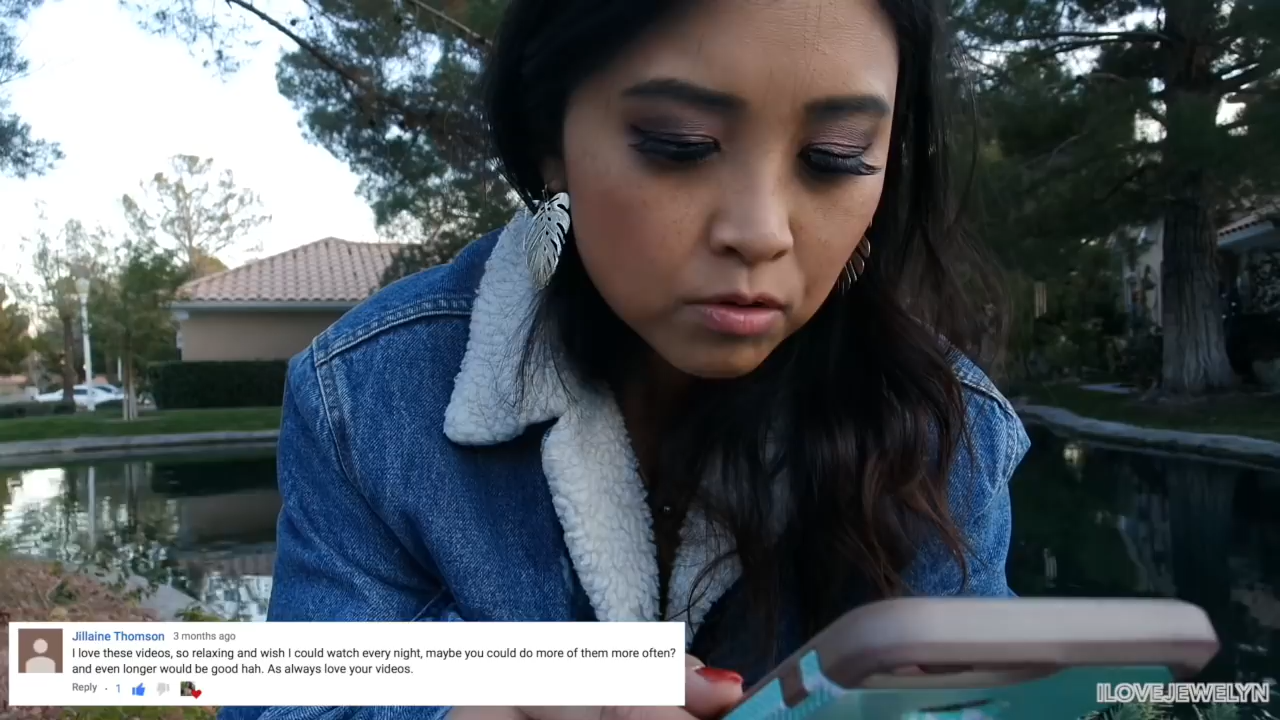 Jillaine Thomson 3 months ago
I love these videos, so relaxing and wish I could watch every night, maybe you could do more of them more often?
and even longer would be good hah. As always love your videos.
Reply · 1
ILOVEJEWELYN